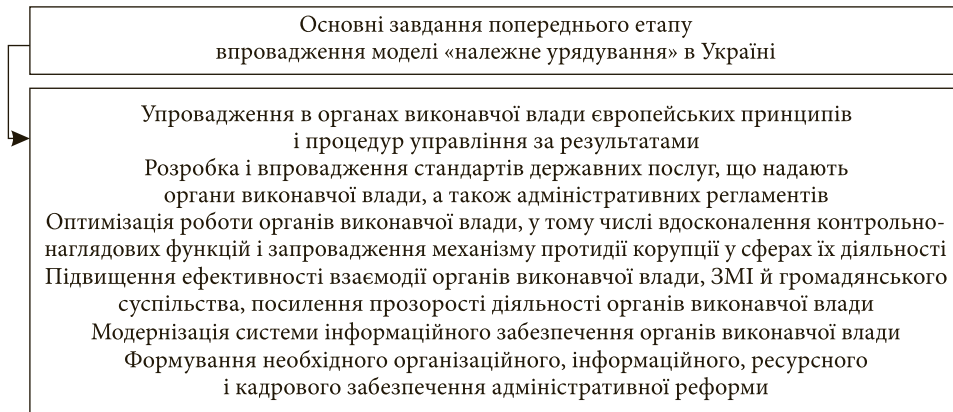 Основні завдання попереднього етапу
впровадження моделі «належне урядування» в Україні
Упровадження в органах виконавчої влади європейських принципів
і процедур управління за результатами
Розробка і впровадження стандартів державних послуг, що надають
органи виконавчої влади, а також адміністративних регламентів
Оптимізація роботи органів виконавчої влади, у тому числі вдосконалення контрольно-
наглядових функцій і запровадження механізму протидії корупції у сферах їх діяльності
Підвищення ефективності взаємодії органів виконавчої влади, ЗМІ й громадянського
суспільства, посилення прозорості діяльності органів виконавчої влади
Модернізація системи інформаційного забезпечення органів виконавчої влади
Формування необхідного організаційного, інформаційного, ресурсного
і кадрового забезпечення адміністративної реформи